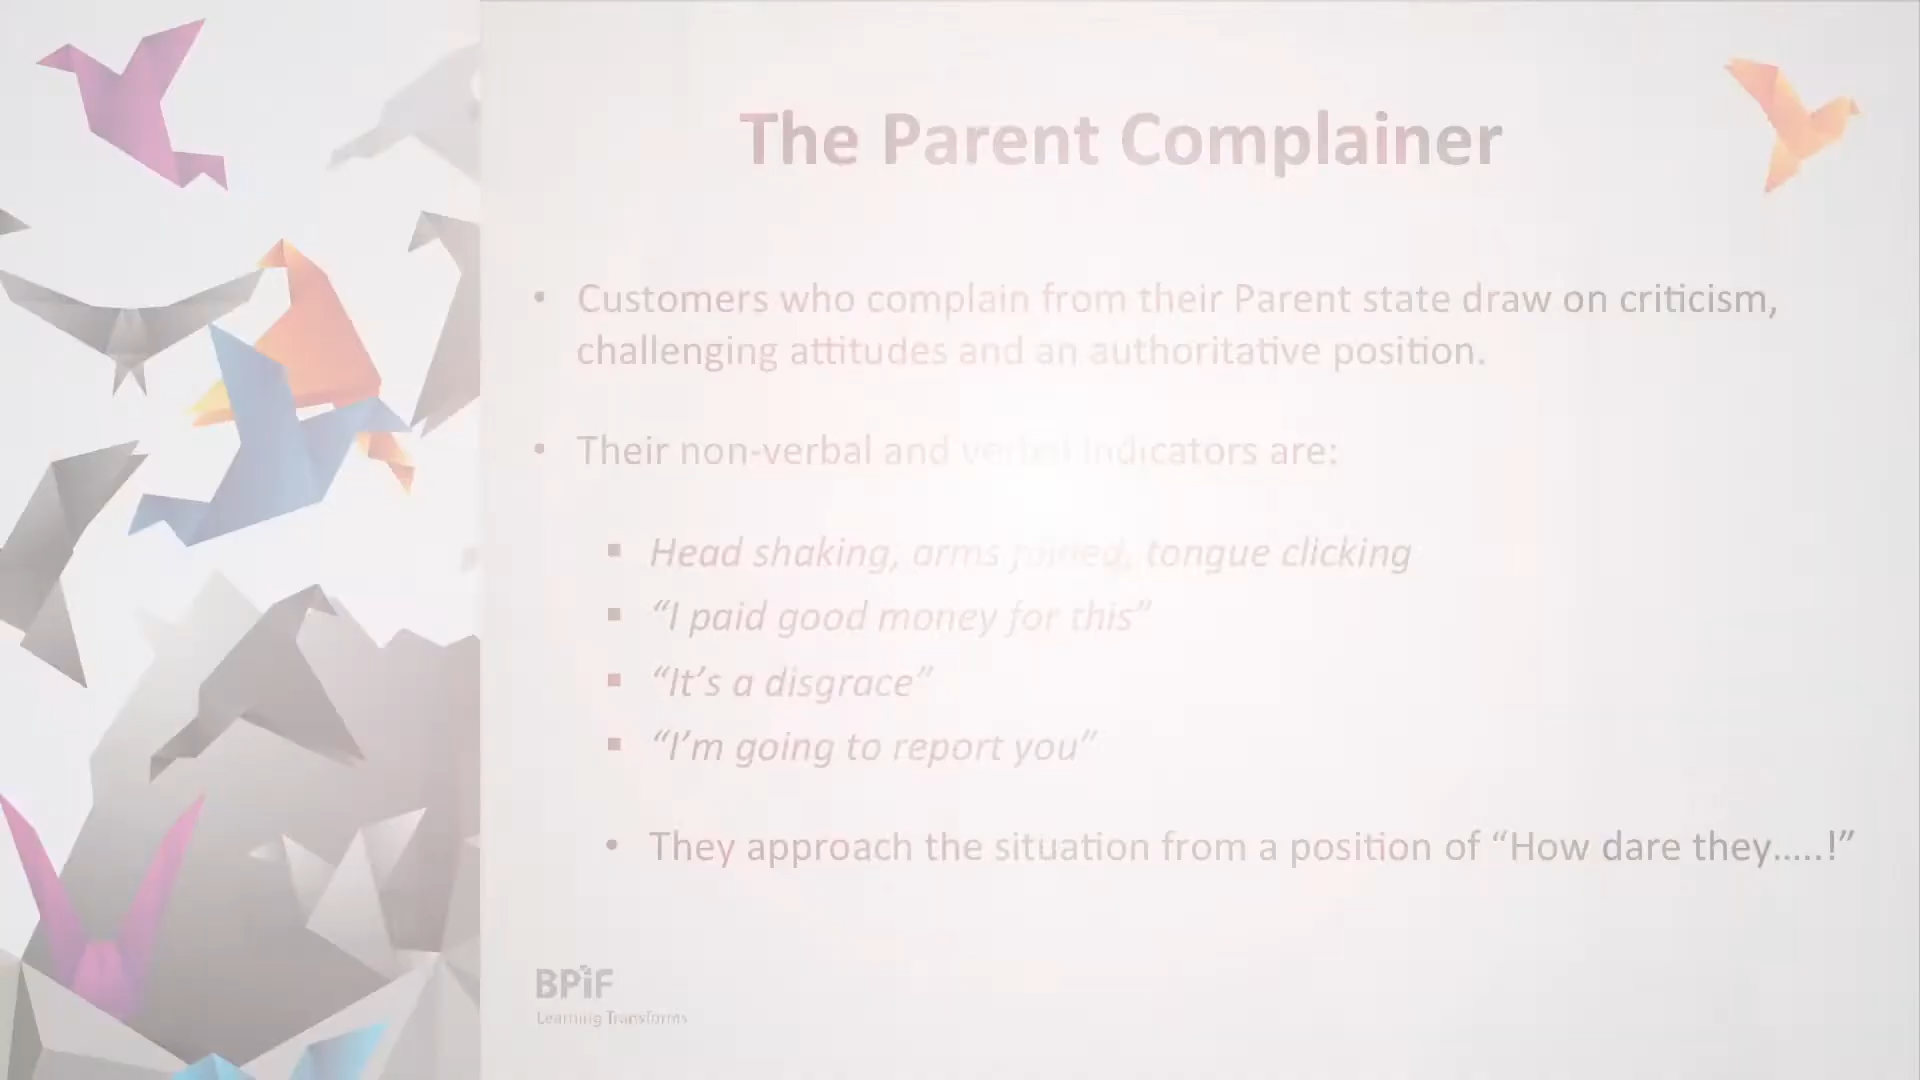 The Parent Complainer
• Customers who complain from their Parent state draw on criticism,
challenging attitudes and an authoritative position.
• Their non-verbal and verbal indicators are:
▪ Head shaking, arms folded, tongue clicking
▪ “I paid good money for this”
▪ “It’s a disgrace”
▪ “I’m going to report you”
• They approach the situation from a position of “How dare they.....!”
BPiF
Learning Transforms